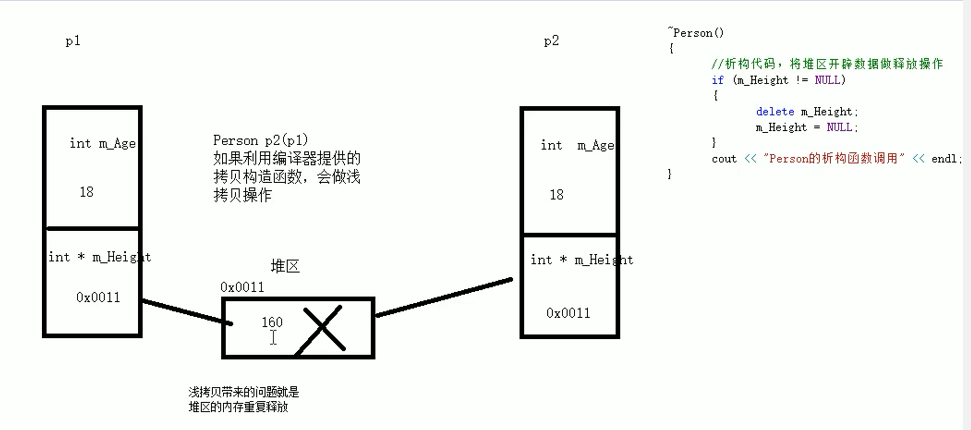 p1
int m_Age
18
int * m_Height
0x0011
Person p2(p1)
如果利用编译器提供的
拷贝构造函数，会做浅
拷贝操作
堆区
0x0011
160
浅拷贝带来的问题就是
堆区的内存重复释放
p2
int m_Age
18
int * m_Height
0x0011
~Person()
{
//析构代码，将堆区开辟数据做释放操作
if (m_Height != NULL)
{
delete m_Height;
m_Height = NULL;
}
cout << "Person的析构函数调用" << endl;
}